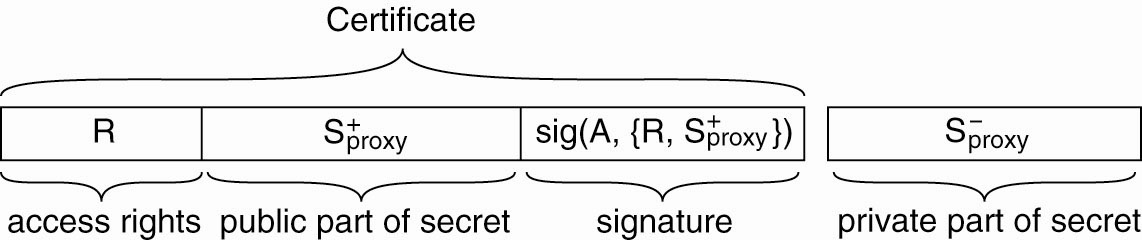 Certificate
R S⁺proxy sig(A, {R, S⁺proxy}) S⁻proxy
access rights public part of secret signature private part of secret